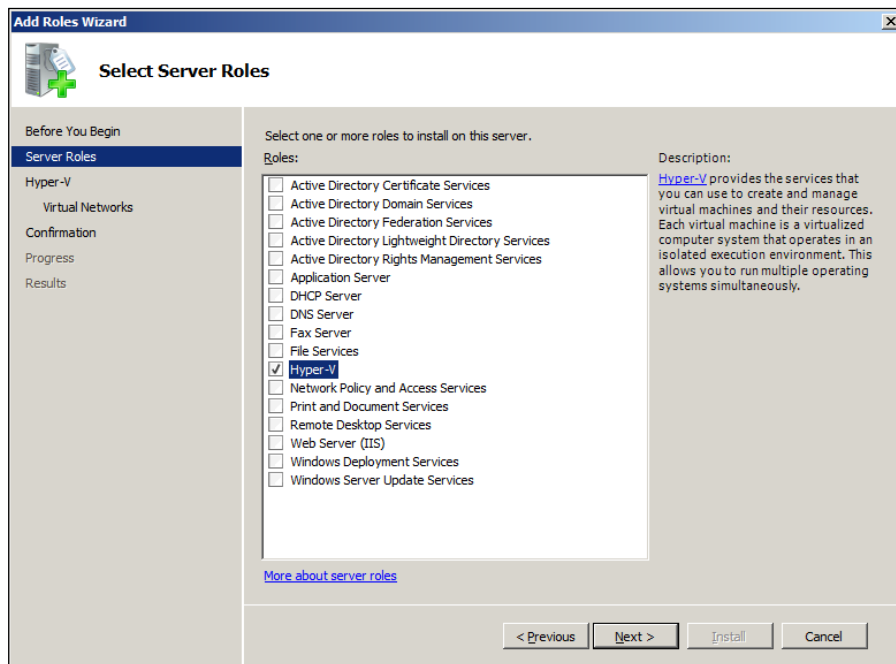 Add Roles Wizard
Select Server Roles
Before You Begin
Server Roles
Hyper-V
Virtual Networks
Confirmation
Progress
Results
Select one or more roles to install on this server.
Roles:
Active Directory Certificate Services
Active Directory Domain Services
Active Directory Federation Services
Active Directory Lightweight Directory Services
Active Directory Rights Management Services
Application Server
DHCP Server
DNS Server
Fax Server
File Services
Hyper-V
Network Policy and Access Services
Print and Document Services
Remote Desktop Services
Web Server (IIS)
Windows Deployment Services
Windows Server Update Services
More about server roles
Description:
Hyper-V provides the services that
you can use to create and manage
virtual machines and their resources.
Each virtual machine is a virtualized
computer system that operates in an
isolated execution environment. This
allows you to run multiple operating
systems simultaneously.
< Previous
Next >
Install
Cancel